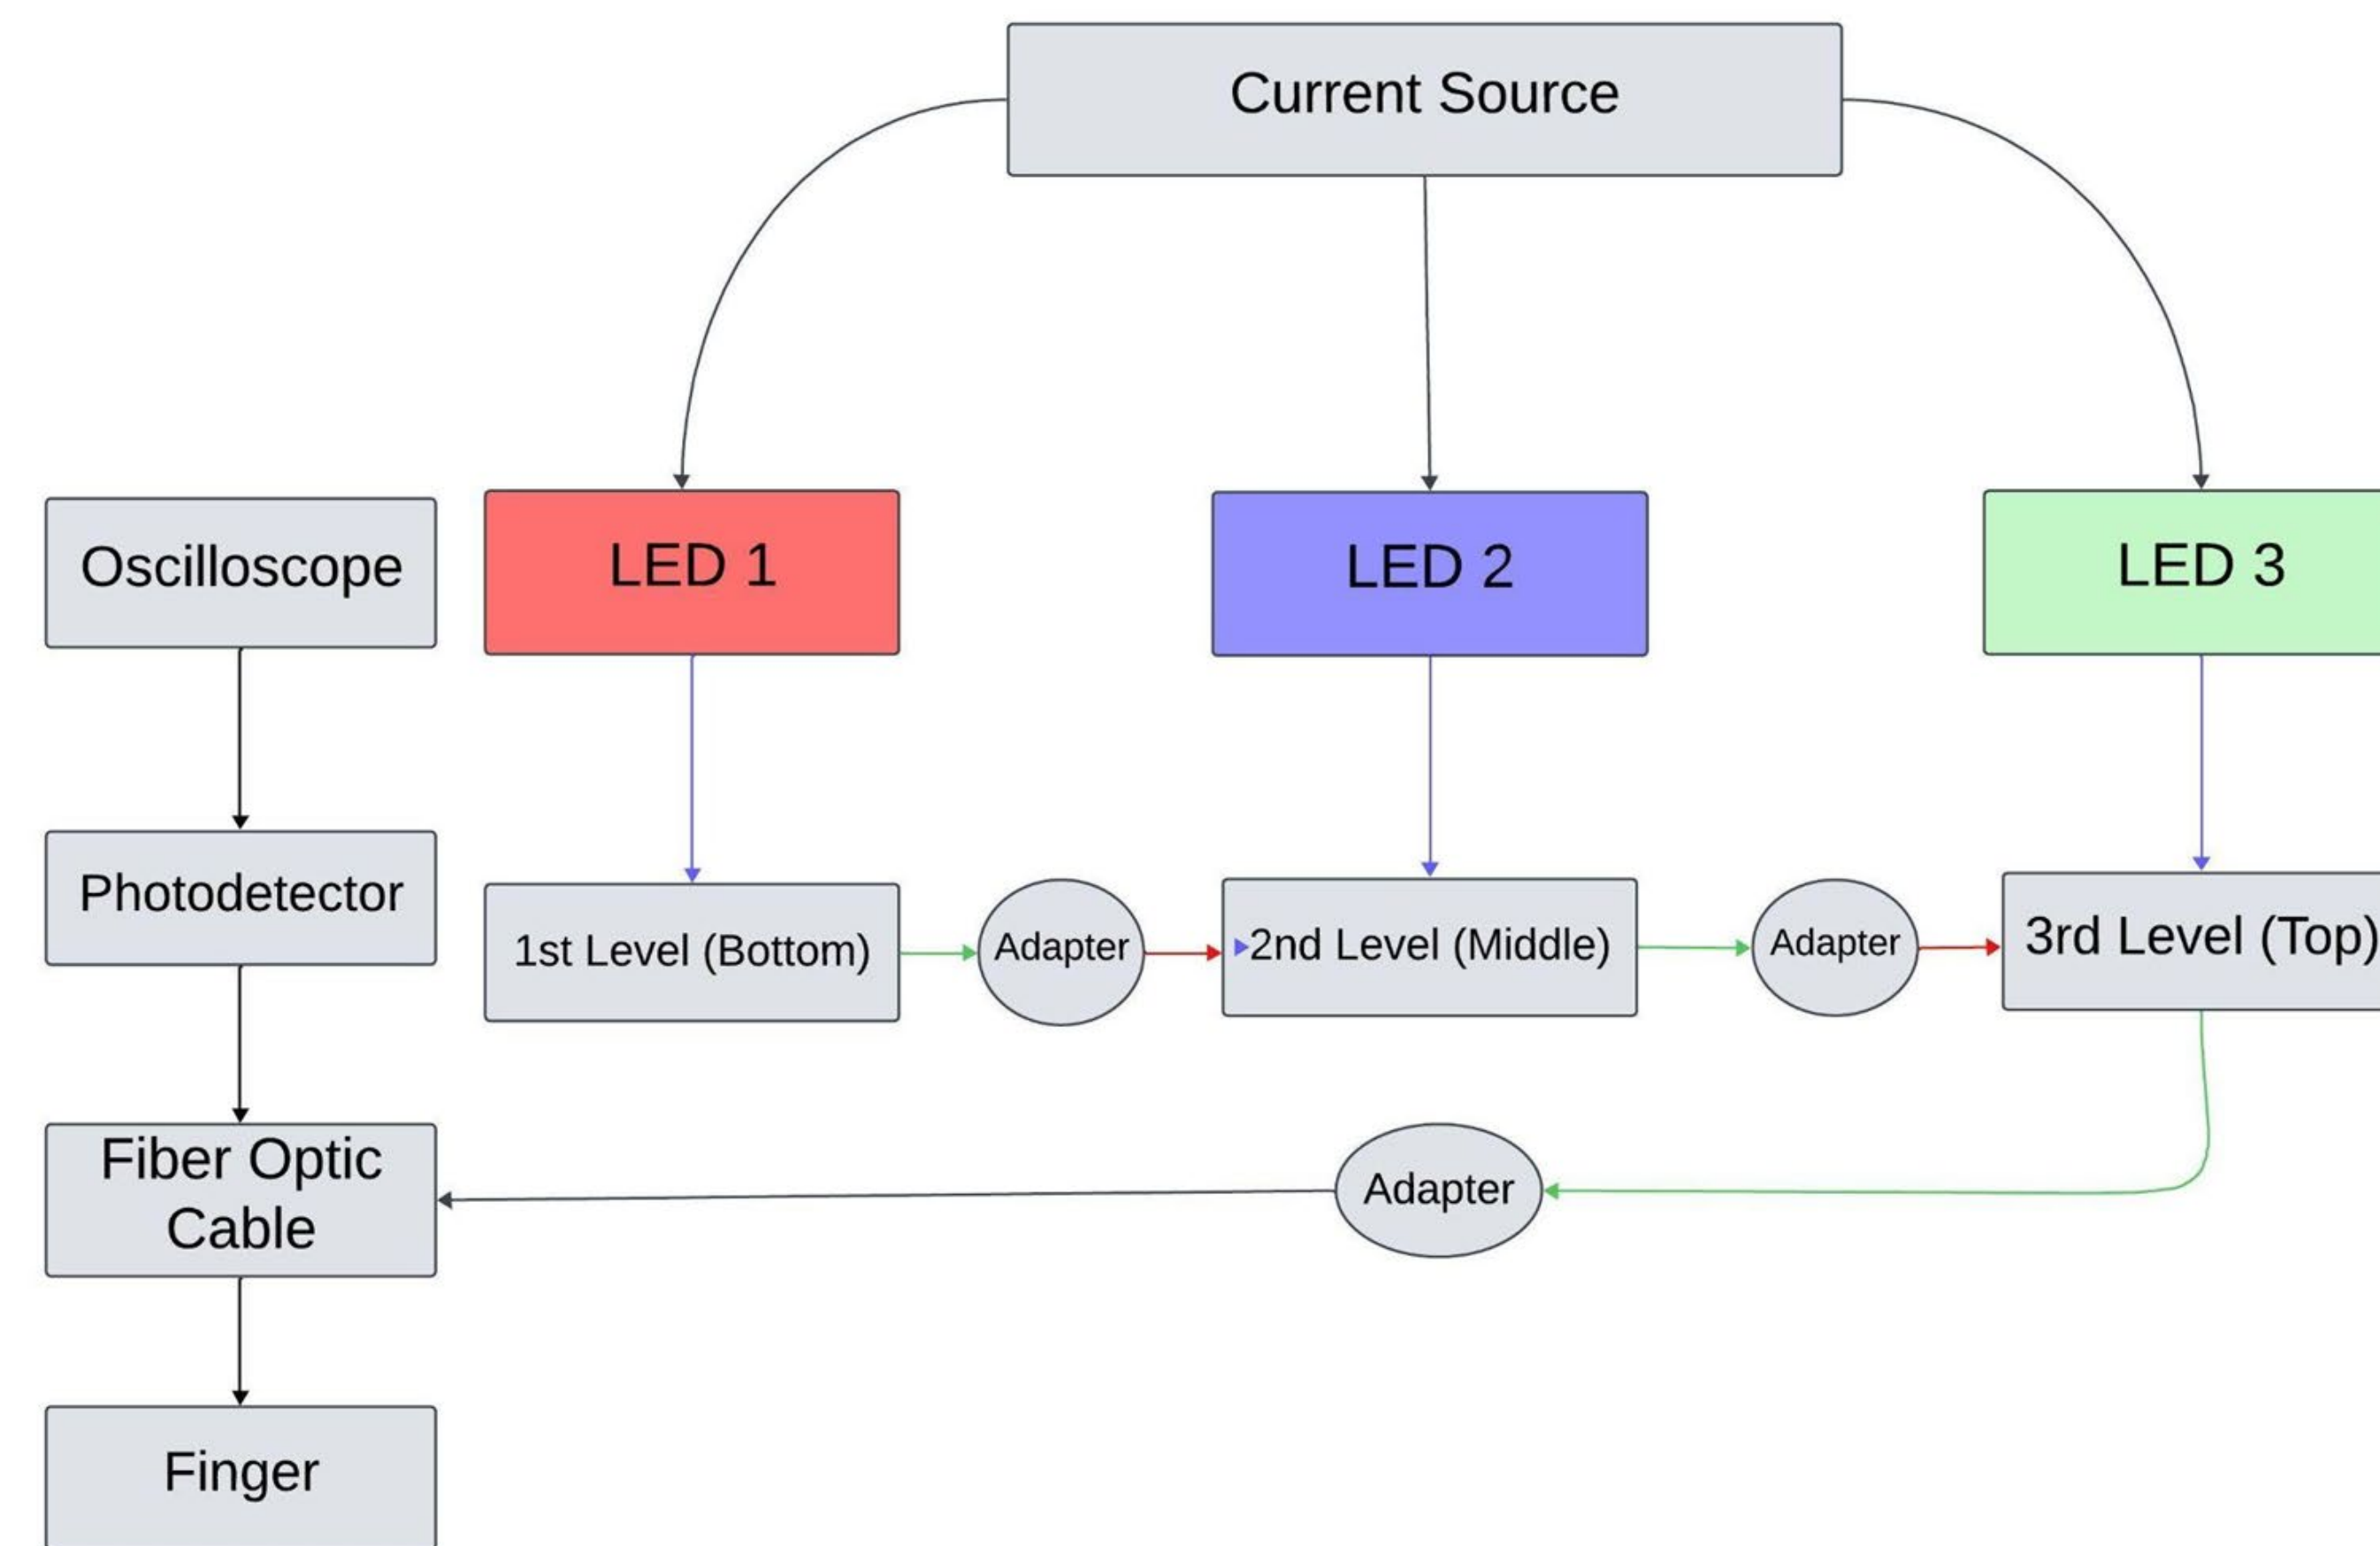 Current Source
Oscilloscope
LED 1
LED 2
LED 3
Photodetector
1st Level (Bottom)
Adapter
2nd Level (Middle)
Adapter
3rd Level (Top)
Fiber Optic
Cable
Adapter
Finger